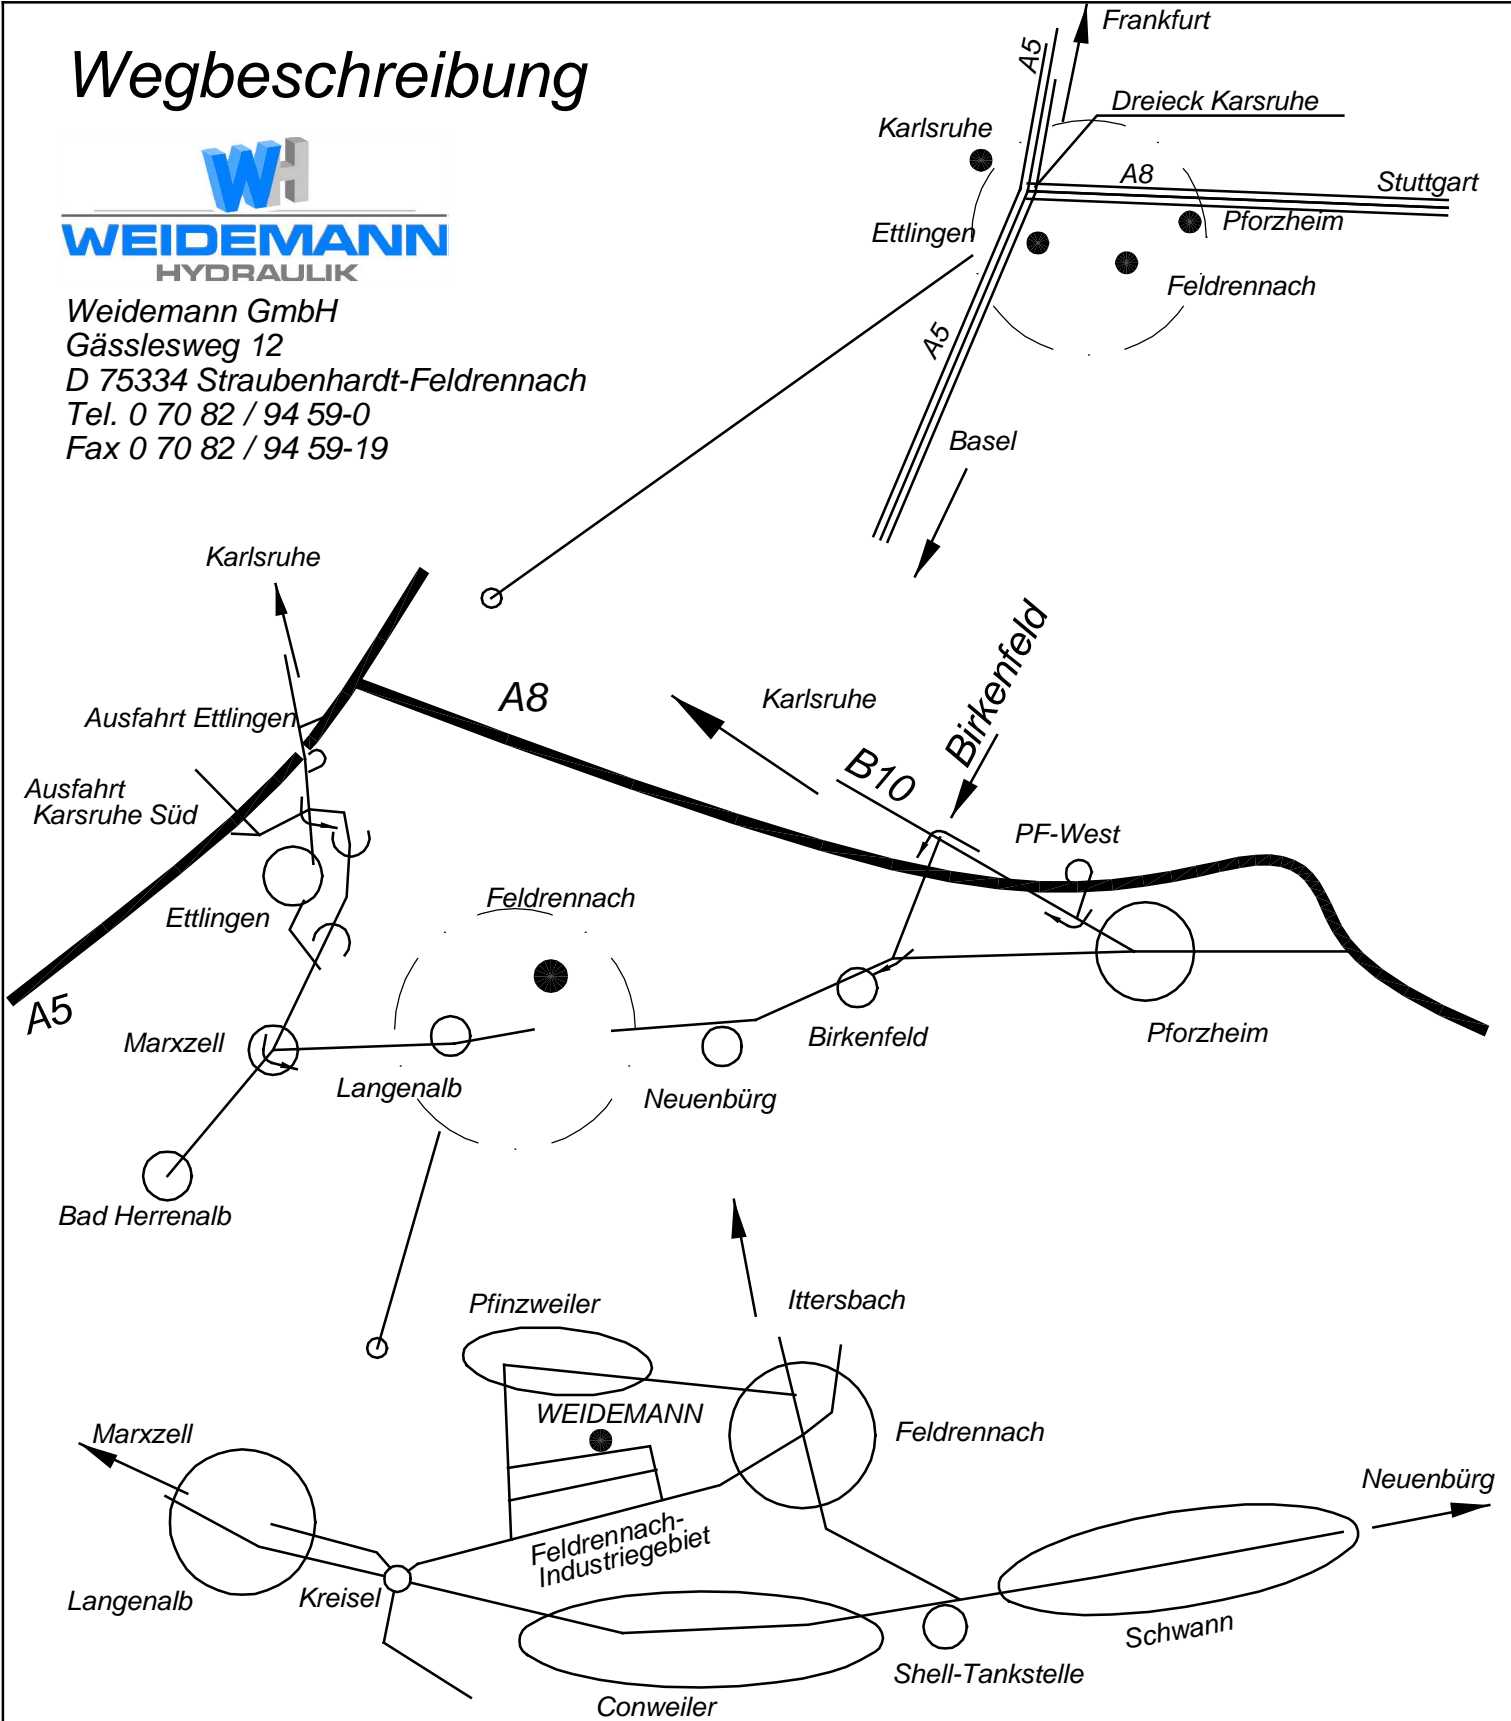 Wegbeschreibung
WH
WEIDEMANN
HYDRAULIK
Weidemann GmbH
Gässlesweg 12
D 75334 Straubenhardt-Feldrennach
Tel. 0 70 82 / 94 59-0
Fax 0 70 82 / 94 59-19
Frankfurt
A5
Dreieck Karsruhe
Karlsruhe
A8
Stuttgart
Ettlingen
Pforzheim
Feldrennach
A5
Basel
Karlsruhe
Ausfahrt Ettlingen
A8
Karlsruhe
Birkenfeld
B10
Ausfahrt
Karsruhe Süd
PF-West
Ettlingen
Feldrennach
A5
Marxzell
Langenalb
Neuenbürg
Birkenfeld
Pforzheim
Bad Herrenalb
Pfinzweiler
Ittersbach
WEIDEMANN
Feldrennach
Marxzell
Neuenbürg
Feldrennach-
Industriegebiet
Langenalb
Kreisel
Schwann
Shell-Tankstelle
Conweiler